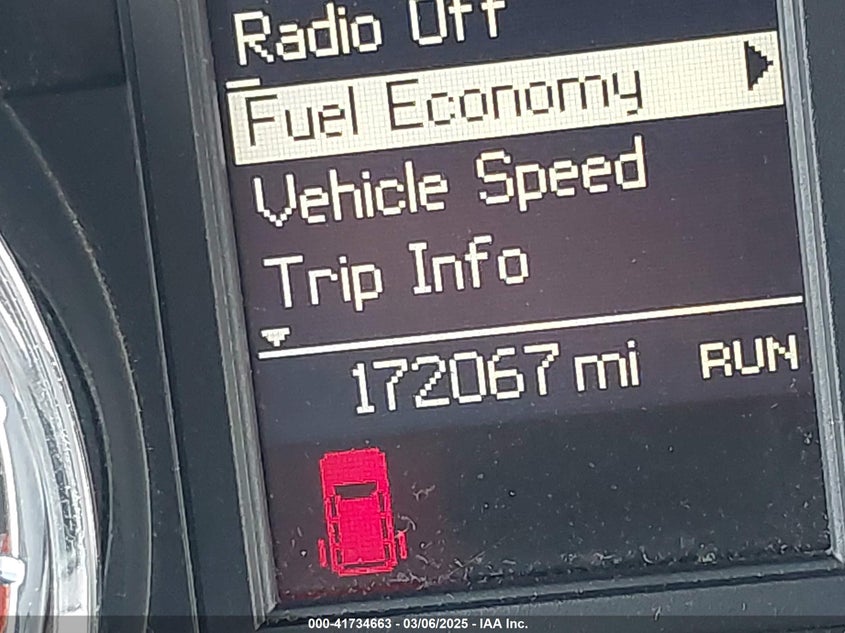 Radio Off
Fuel Economy
Vehicle Speed
Trip Info
172067 mi RUN
000-41734663 - 03/06/2025 - IAA Inc.